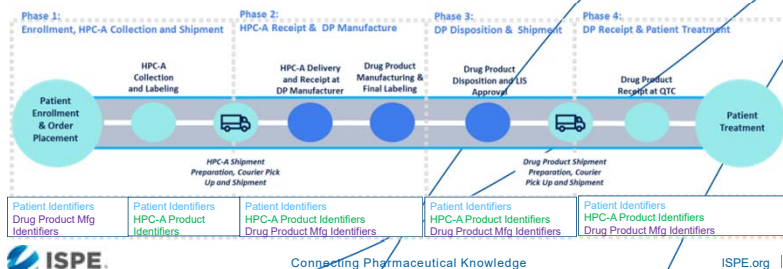 Phase 1:
Enrollment, HPC-A Collection and Shipment
Phase 2:
HPC-A Receipt & DP Manufacture
Phase 3:
DP Disposition & Shipment
Phase 4:
DP Receipt & Patient Treatment
Patient
Enrollment
& Order
Placement
HPC-A
Collection
and Labeling
HPC-A Delivery
and Receipt at
DP Manufacturer
Drug Product
Manufacturing &
Final Labeling
Drug Product
Disposition and LIS
Approval
Drug Product
Receipt at QTC
Patient
Treatment
HPC-A Shipment
Preparation, Courier Pick
Up and Shipment
Drug Product Shipment
Preparation, Courier
Pick Up and Shipment
Patient Identifiers
Drug Product Mfg
Identifiers
Patient Identifiers
HPC-A Product
Identifiers
Patient Identifiers
HPC-A Product Identifiers
Drug Product Mfg Identifiers
Patient Identifiers
HPC-A Product Identifiers
Drug Product Mfg Identifiers
Patient Identifiers
HPC-A Product Identifiers
Drug Product Mfg Identifiers
ISPE.
Connecting Pharmaceutical Knowledge
ISPE.org